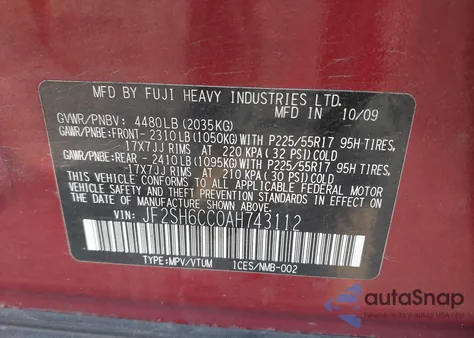 MFD BY FUJI HEAVY INDUSTRIES LTD.
MFD IN 10/09
GVWR/PNBV: 4480LB (2035KG)
GAWR/PNBE:FRONT- 2310LB(1050KG)WITH P225/55R17 95H TIRES,
17X7JJ RIMS AT 220 KPA(32 PSI)COLD
GAWR/PNBE:REAR -2410LB(1095KG)WITH P225/55R17 95H TIRES,
17X7JJ RIMS AT 210 KPA(30 PSI)COLD
THIS VEHICLE CONFORMS TO ALL APPLICABLE FEDERAL MOTOR
VEHICLE SAFETY STANDARDS IN EFFECT ON THE
DATE OF MANUFACTURE SHOWN ABOVE.
VIN: JF2SH6CC0AH743112
TYPE:MPV/VTUM ICES/NMB-002
autoSnap